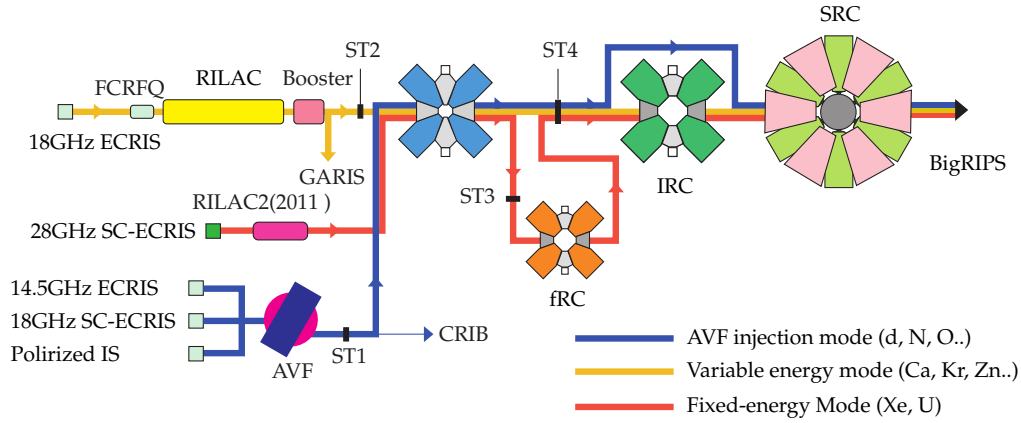 SRC
ST2
ST4
FCRFQ
RILAC
Booster
18GHz ECRIS
GARIS
IRC
BigRIPS
RILAC2(2011 )
ST3
28GHz SC-ECRIS
fRC
14.5GHz ECRIS
18GHz SC-ECRIS
Polirized IS
AVF
ST1
CRIB
AVF injection mode (d, N, O..)
Variable energy mode (Ca, Kr, Zn..)
Fixed-energy Mode (Xe, U)